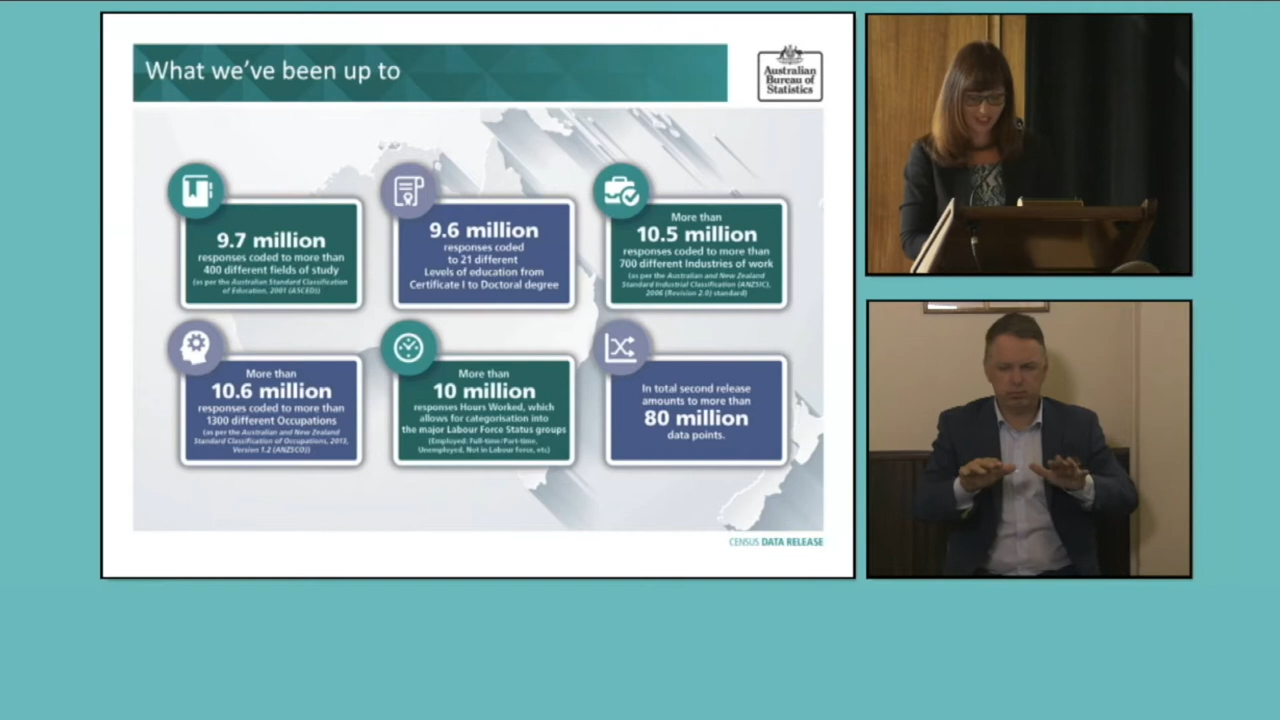 What we've been up to
Australian
Bureau of
Statistics
9.7 million
responses coded to more than
400 different fields of study
(as per the Australian Standard Classification
of Education, 2001 (ASCED))
9.6 million
responses coded
to 21 different
Levels of education from
Certificate I to Doctoral degree
More than
10.5 million
responses coded to more than
700 different Industries of work
(as per the Australian and New Zealand
Standard Industrial Classification (ANZSIC),
2006 (Revision 2.0) standard)
More than
10.6 million
responses coded to more than
1300 different Occupations
(as per the Australian and New Zealand
Standard Classification of Occupations, 2013,
Version 1.2 (ANZSCO))
More than
10 million
responses Hours Worked, which
allows for categorisation into
the major Labour Force Status groups
(Employed: Full-time/Part-time,
Unemployed, Not in Labour Force, etc)
In total second release
amounts to more than
80 million
data points.
CENSUS DATA RELEASE